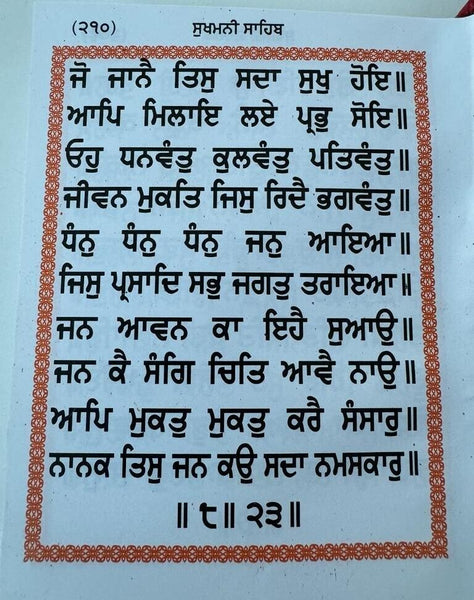 (੨੧੦) ਸੁਖਮਨੀ ਸਾਹਿਬ
ਜੋ ਜਾਨੈ ਤਿਸੁ ਸਦਾ ਸੁਖੁ ਹੋਇ॥
ਆਪਿ ਮਿਲਾਇ ਲਏ ਪ੍ਰਭੁ ਸੋਇ॥
ਓਹੁ ਧਨਵੰਤੁ ਕੁਲਵੰਤੁ ਪਤਿਵੰਤੁ॥
ਜੀਵਨ ਮੁਕਤਿ ਜਿਸੁ ਰਿਦੈ ਭਗਵੰਤੁ॥
ਧੰਨੁ ਧੰਨੁ ਧੰਨੁ ਜਨੁ ਆਇਆ॥
ਜਿਸੁ ਪ੍ਰਸਾਦਿ ਸਭੁ ਜਗਤੁ ਤਰਾਇਆ॥
ਜਨ ਆਵਨ ਕਾ ਇਹੈ ਸੁਆਉ॥
ਜਨ ਕੈ ਸੰਗਿ ਚਿਤਿ ਆਵੈ ਨਾਉ॥
ਆਪਿ ਮੁਕਤੁ ਮੁਕਤੁ ਕਰੈ ਸੰਸਾਰੁ॥
ਨਾਨਕ ਤਿਸੁ ਜਨ ਕਉ ਸਦਾ ਨਮਸਕਾਰੁ॥
॥੮॥੨੩॥